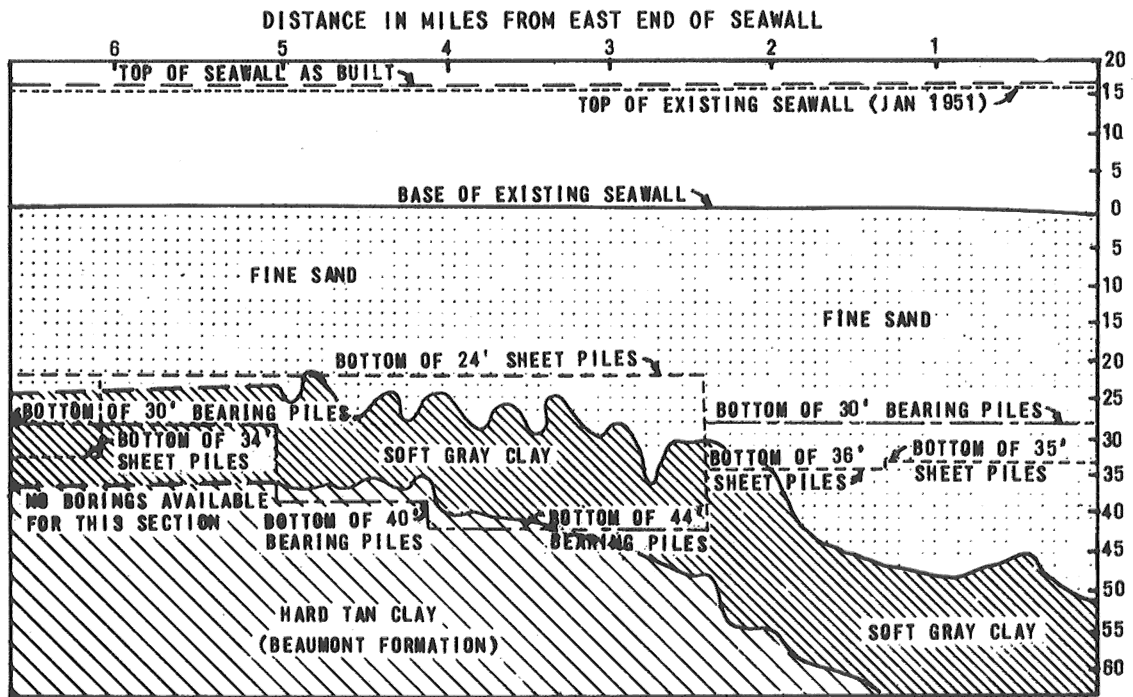 DISTANCE IN MILES FROM EAST END OF SEAWALL
6 5 4 3 2 1
20
TOP OF SEAWALL AS BUILT
15
TOP OF EXISTING SEAWALL (JAN 1951)
10
5
BASE OF EXISTING SEAWALL
0
5
FINE SAND
10
FINE SAND
15
BOTTOM OF 24' SHEET PILES
20
25
BOTTOM OF 30' BEARING PILES
BOTTOM OF 30' BEARING PILES
30
BOTTOM OF 34'
SHEET PILES
SOFT GRAY CLAY
BOTTOM OF 36'
SHEET PILES
BOTTOM OF 35'
SHEET PILES
35
NO BORINGS AVAILABLE
FOR THIS SECTION
BOTTOM OF 40'
BEARING PILES
BOTTOM OF 44'
BEARING PILES
40
45
50
HARD TAN CLAY
(BEAUMONT FORMATION)
SOFT GRAY CLAY
55
60